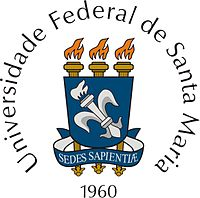 Universidade Federal de Santa Maria
SEDES SAPIENTIÆ
1960